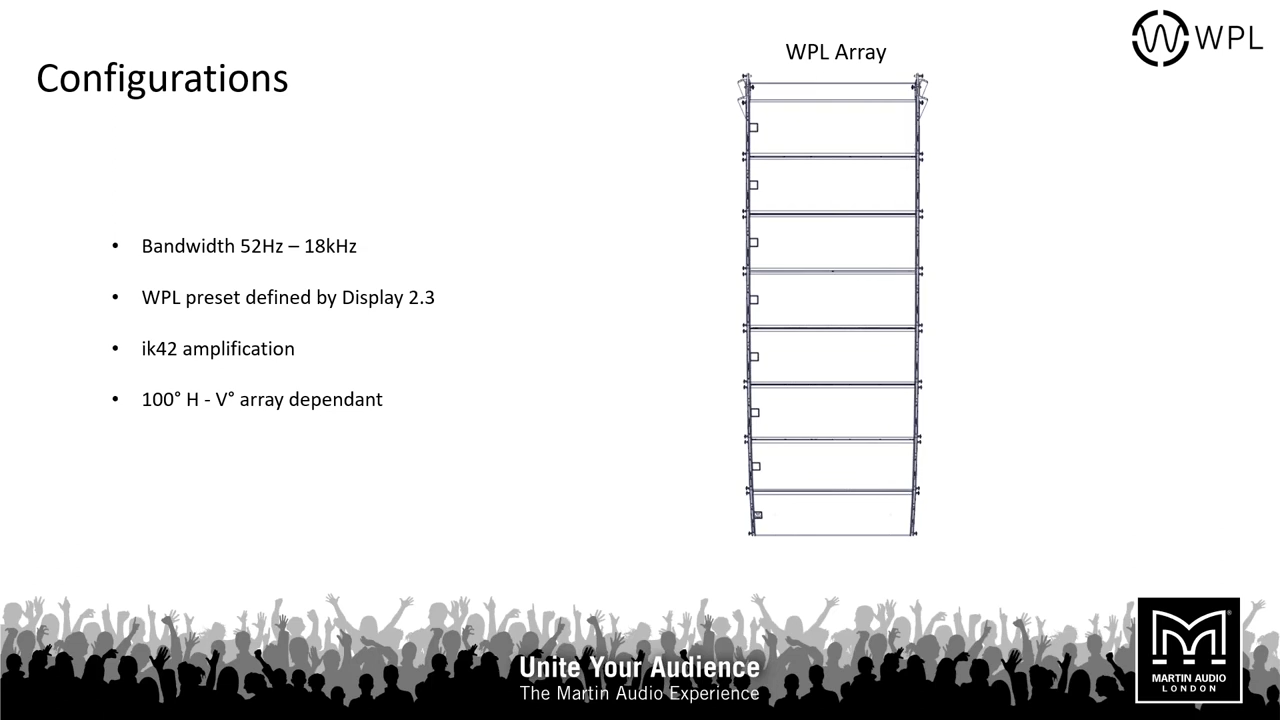 WPL Array
WPL
Configurations
• Bandwidth 52Hz – 18kHz
• WPL preset defined by Display 2.3
• ik42 amplification
• 100° H - V° array dependant
Unite Your Audience
The Martin Audio Experience
®
MARTIN AUDIO
LONDON